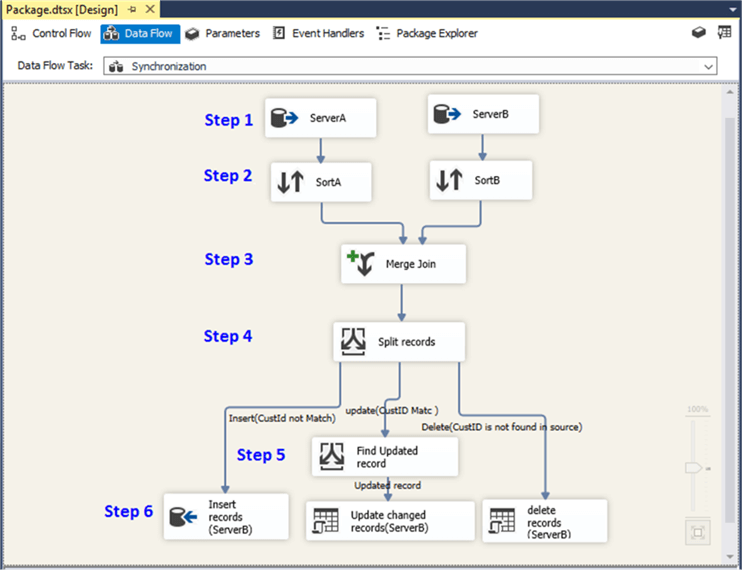 Package.dtsx [Design]
Control Flow
Data Flow
Parameters
Event Handlers
Package Explorer
Data Flow Task:
Synchronization
Step 1
ServerA
ServerB
Step 2
SortA
SortB
Step 3
Merge Join
Step 4
Split records
Insert(CustId not Match)
update(CustID Matc )
Delete(CustID is not found in source)
Step 5
Find Updated
record
Updated record
Step 6
Insert
records
(ServerB)
Update changed
records(ServerB)
delete
records
(ServerB)
100%